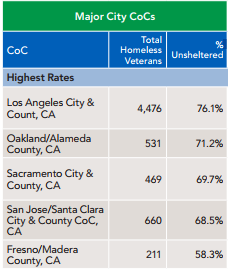 Major City CoCs
CoC
Total
Homeless
Veterans
%
Unsheltered
Highest Rates
Los Angeles City &
Count, CA
4,476
76.1%
Oakland/Alameda
County, CA
531
71.2%
Sacramento City &
County, CA
469
69.7%
San Jose/Santa Clara
City & County CoC,
CA
660
68.5%
Fresno/Madera
County, CA
211
58.3%